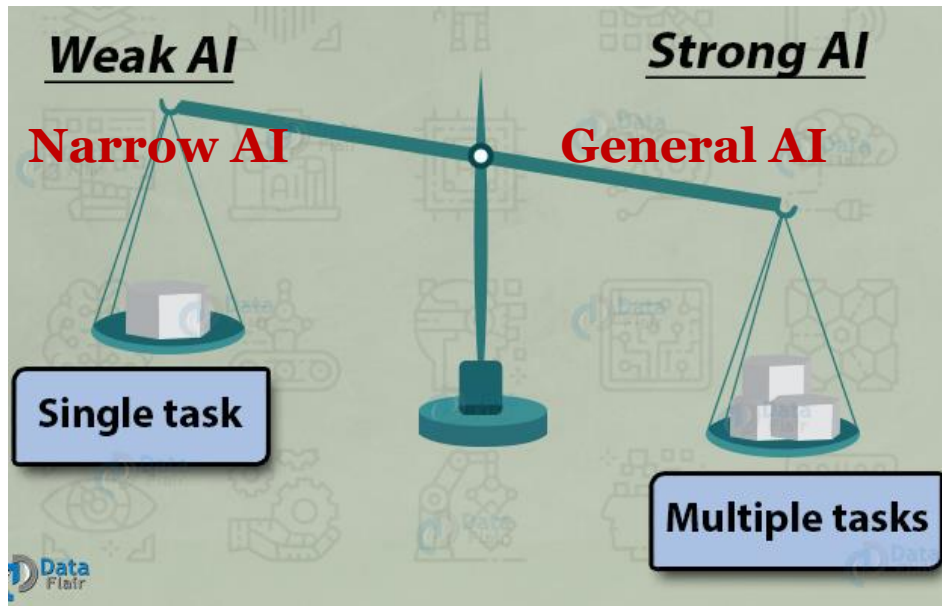 Weak AI
Strong AI
Narrow AI
General AI
Single task
Multiple tasks
Data
Flair